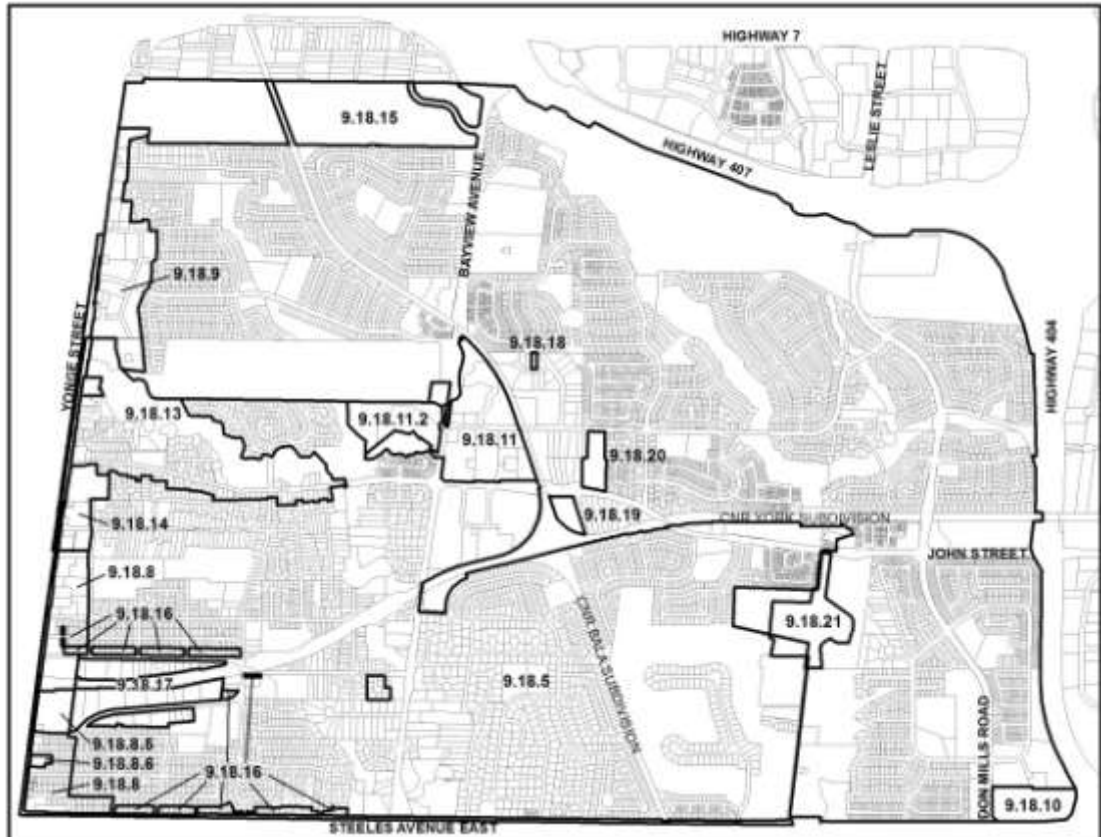 HIGHWAY 7
LESLIE STREET
9.18.15
HIGHWAY 407
BAYVIEW AVENUE
9.18.9
YONGE STREET
9.18.18
HIGHWAY 404
9.18.13
9.18.11.2
9.18.11
9.18.20
9.18.19
CNR YORK SUBDIVISION
9.18.14
JOHN STREET
9.18.8
9.18.16
CNR BALA SUBDIVISION
9.18.21
9.18.17
9.18.5
9.18.8.5
9.18.8.6
9.18.16
9.18.8
DON MILLS ROAD
9.18.10
STEELES AVENUE EAST